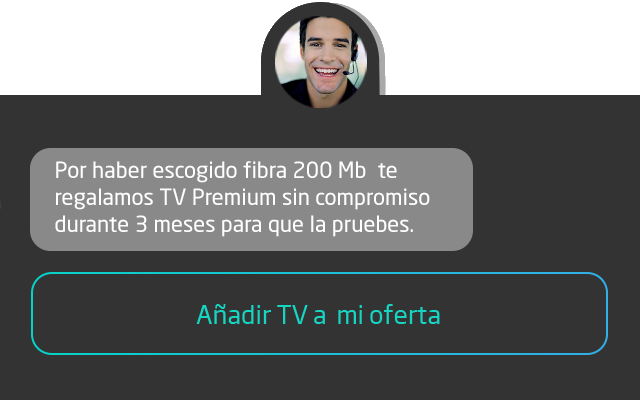 Por haber escogido fibra 200 Mb te
regalamos TV Premium sin compromiso
durante 3 meses para que la pruebes.
Añadir TV a mi oferta